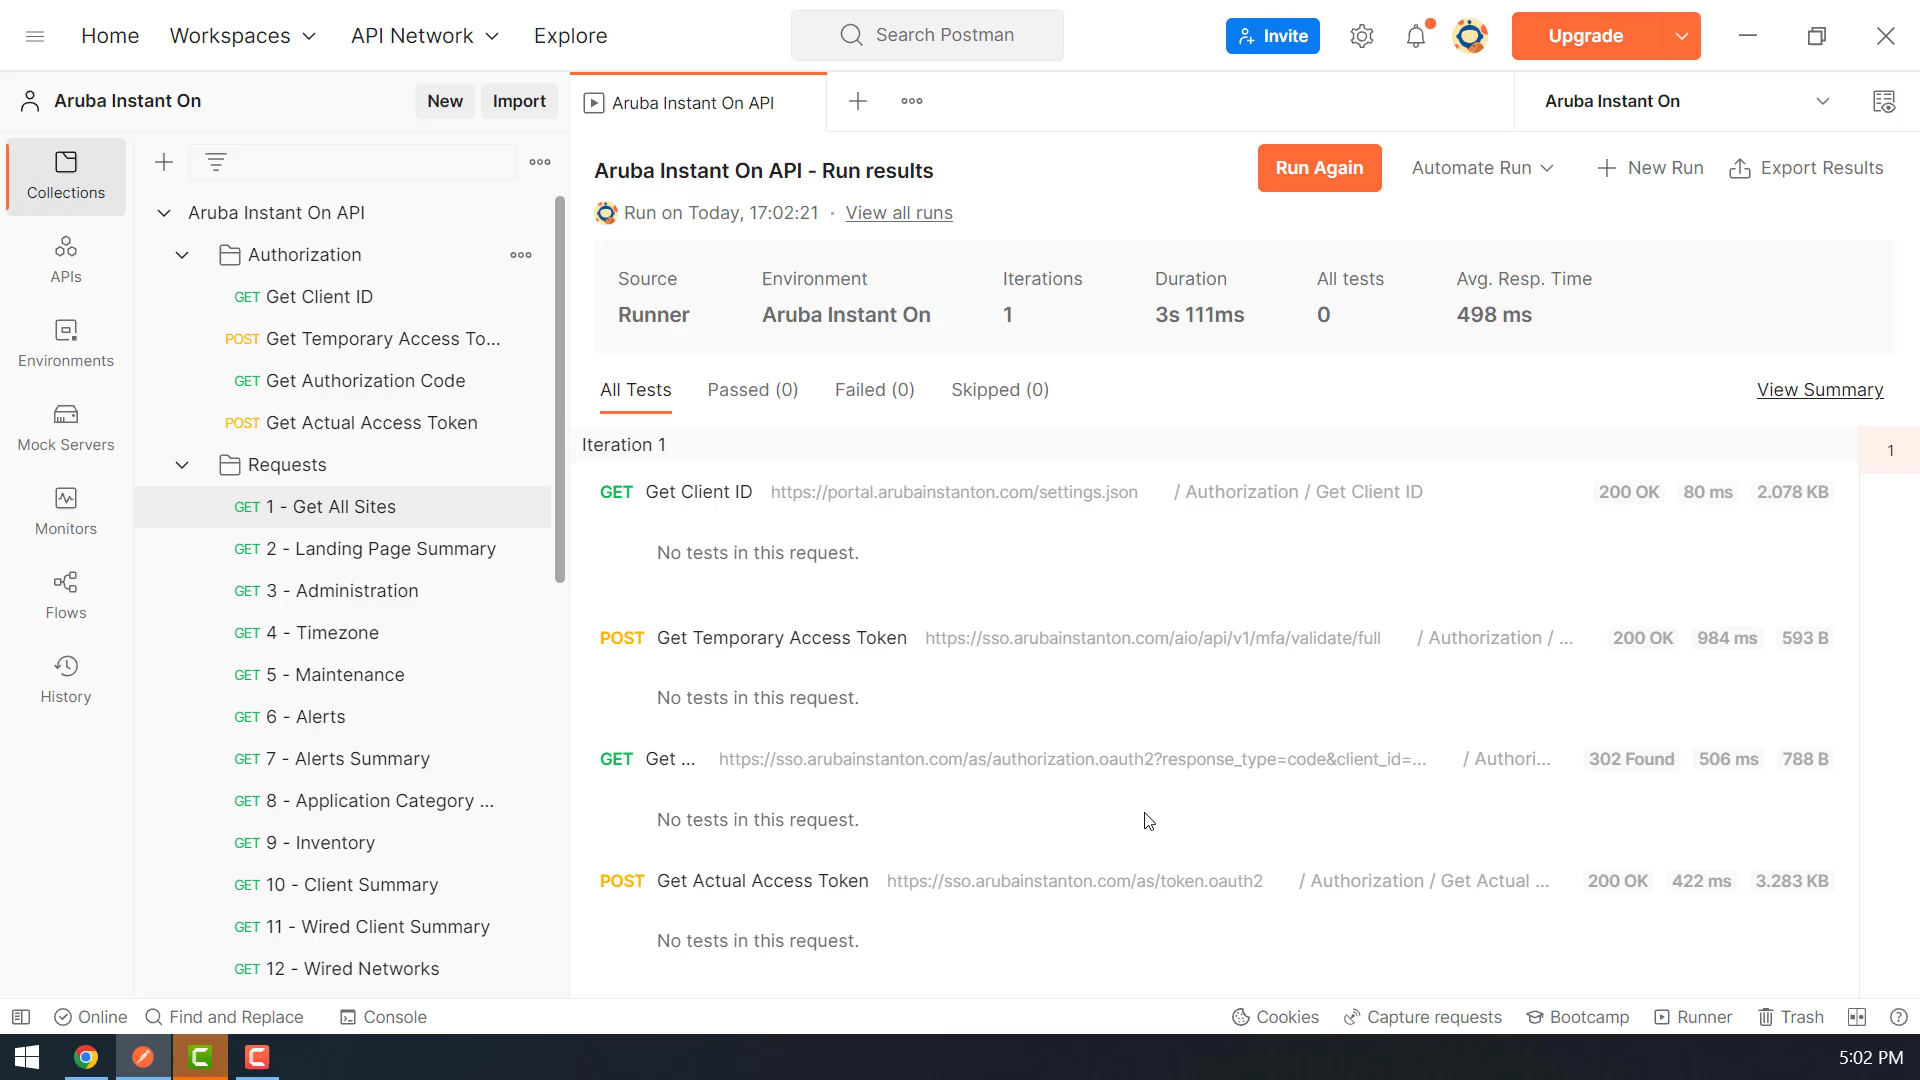 Home Workspaces API Network Explore Search Postman Invite Upgrade
Aruba Instant On New Import Aruba Instant On API Aruba Instant On
Collections
APIs
Environments
Mock Servers
Monitors
Flows
History
Aruba Instant On API
Authorization
GET Get Client ID
POST Get Temporary Access To...
GET Get Authorization Code
POST Get Actual Access Token
Requests
GET 1 - Get All Sites
GET 2 - Landing Page Summary
GET 3 - Administration
GET 4 - Timezone
GET 5 - Maintenance
GET 6 - Alerts
GET 7 - Alerts Summary
GET 8 - Application Category ...
GET 9 - Inventory
GET 10 - Client Summary
GET 11 - Wired Client Summary
GET 12 - Wired Networks
Aruba Instant On API - Run results Run Again Automate Run New Run Export Results
Run on Today, 17:02:21 · View all runs
Source Environment Iterations Duration All tests Avg. Resp. Time
Runner Aruba Instant On 1 3s 111ms 0 498 ms
All Tests Passed (0) Failed (0) Skipped (0) View Summary
Iteration 1 1
GET Get Client ID https://portal.arubainstanton.com/settings.json / Authorization / Get Client ID 200 OK 80 ms 2.078 KB
No tests in this request.
POST Get Temporary Access Token https://sso.arubainstanton.com/aio/api/v1/mfa/validate/full / Authorization / ... 200 OK 984 ms 593 B
No tests in this request.
GET Get ... https://sso.arubainstanton.com/as/authorization.oauth2?response_type=code&client_id=... / Authori... 302 Found 506 ms 788 B
No tests in this request.
POST Get Actual Access Token https://sso.arubainstanton.com/as/token.oauth2 / Authorization / Get Actual ... 200 OK 422 ms 3.283 KB
No tests in this request.
Online Find and Replace Console Cookies Capture requests Bootcamp Runner Trash
5:02 PM